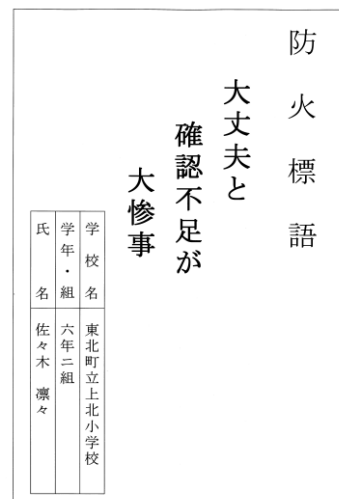 防火標語
大丈夫と
確認不足が
大惨事
学校名 東北町立上北小学校
学年・組 六年二組
氏名 佐々木 凛々